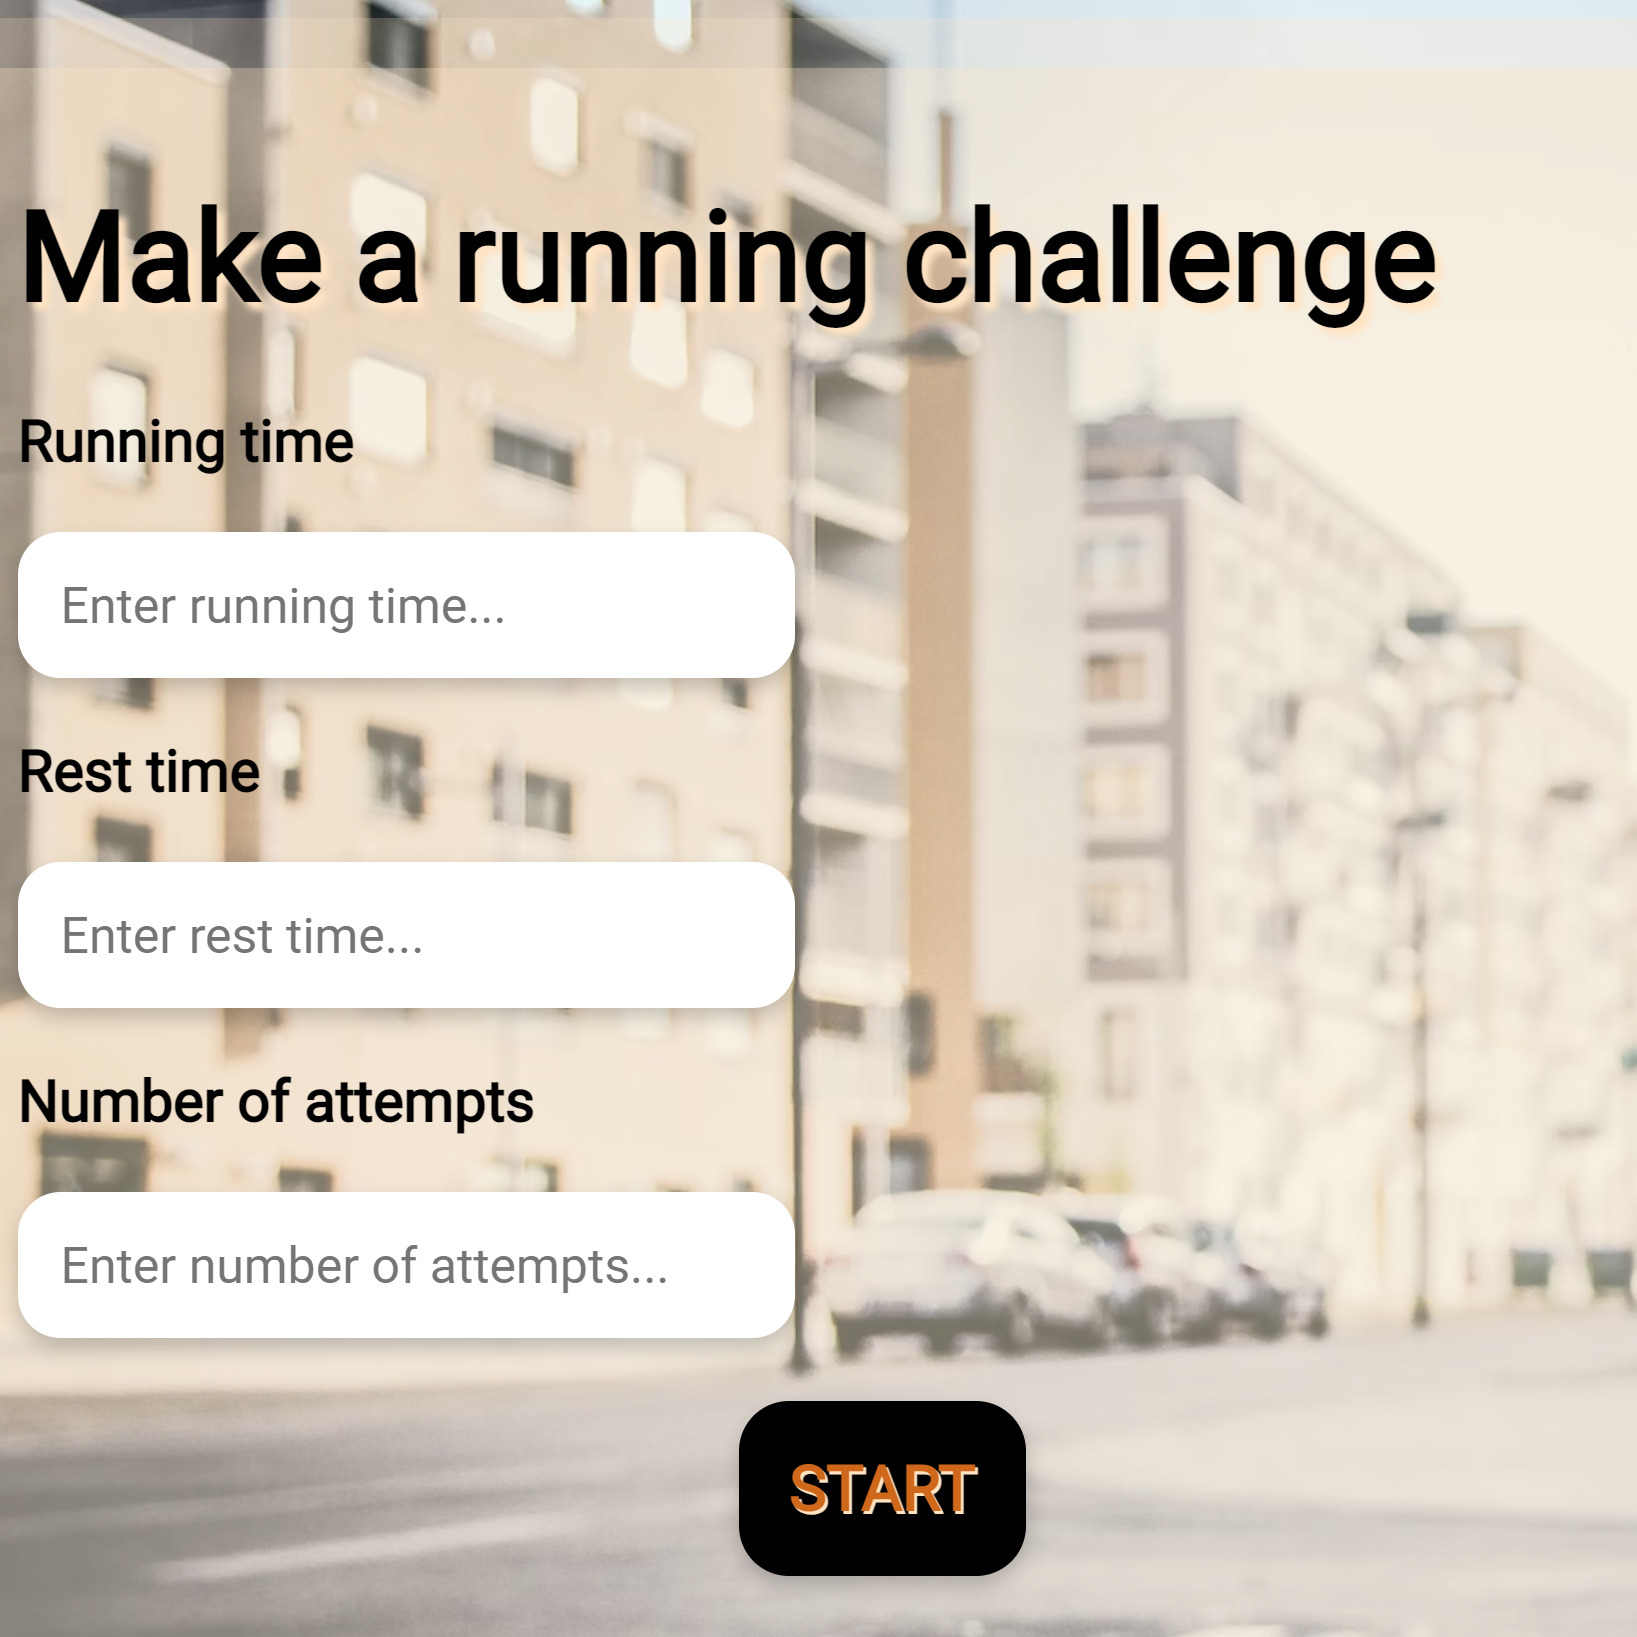 Make a running challenge
Running time
Enter running time...
Rest time
Enter rest time...
Number of attempts
Enter number of attempts...
START